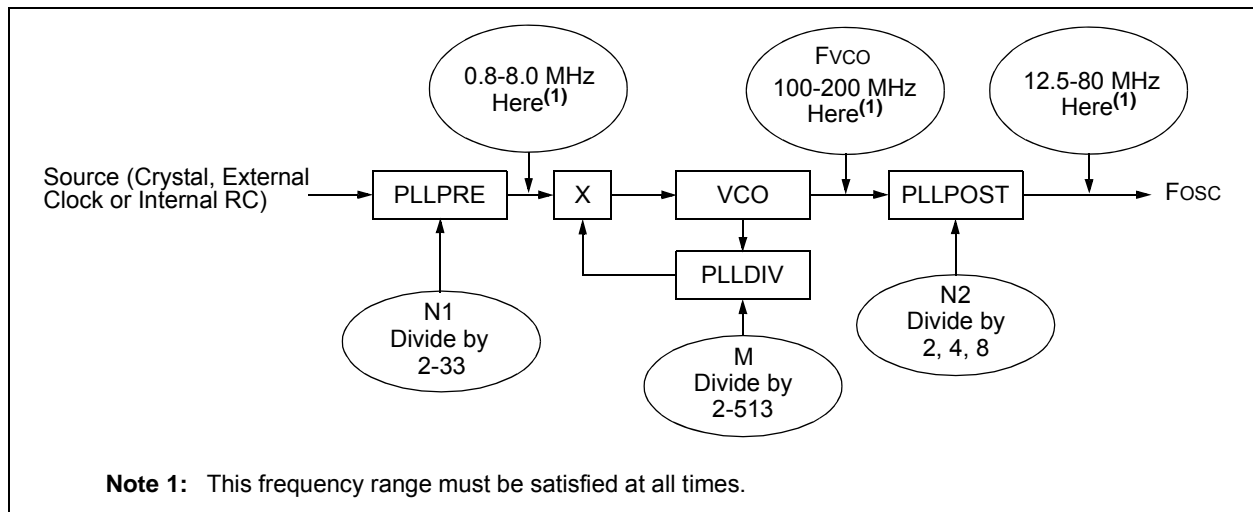 0.8-8.0 MHz
Here(1)
FVCO
100-200 MHz
Here(1)
12.5-80 MHz
Here(1)
Source (Crystal, External
Clock or Internal RC)
PLLPRE
X
VCO
PLLPOST
FOSC
PLLDIV
N1
Divide by
2-33
M
Divide by
2-513
N2
Divide by
2, 4, 8
Note 1: This frequency range must be satisfied at all times.